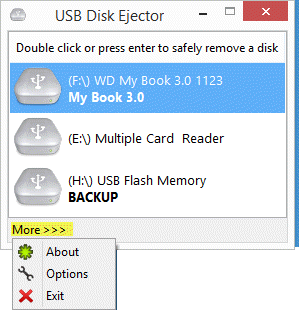 USB Disk Ejector
Double click or press enter to safely remove a disk
(F:\) WD My Book 3.0 1123
My Book 3.0
(E:\) Multiple Card  Reader
(H:\) USB Flash Memory
BACKUP
More >>>
About
Options
Exit